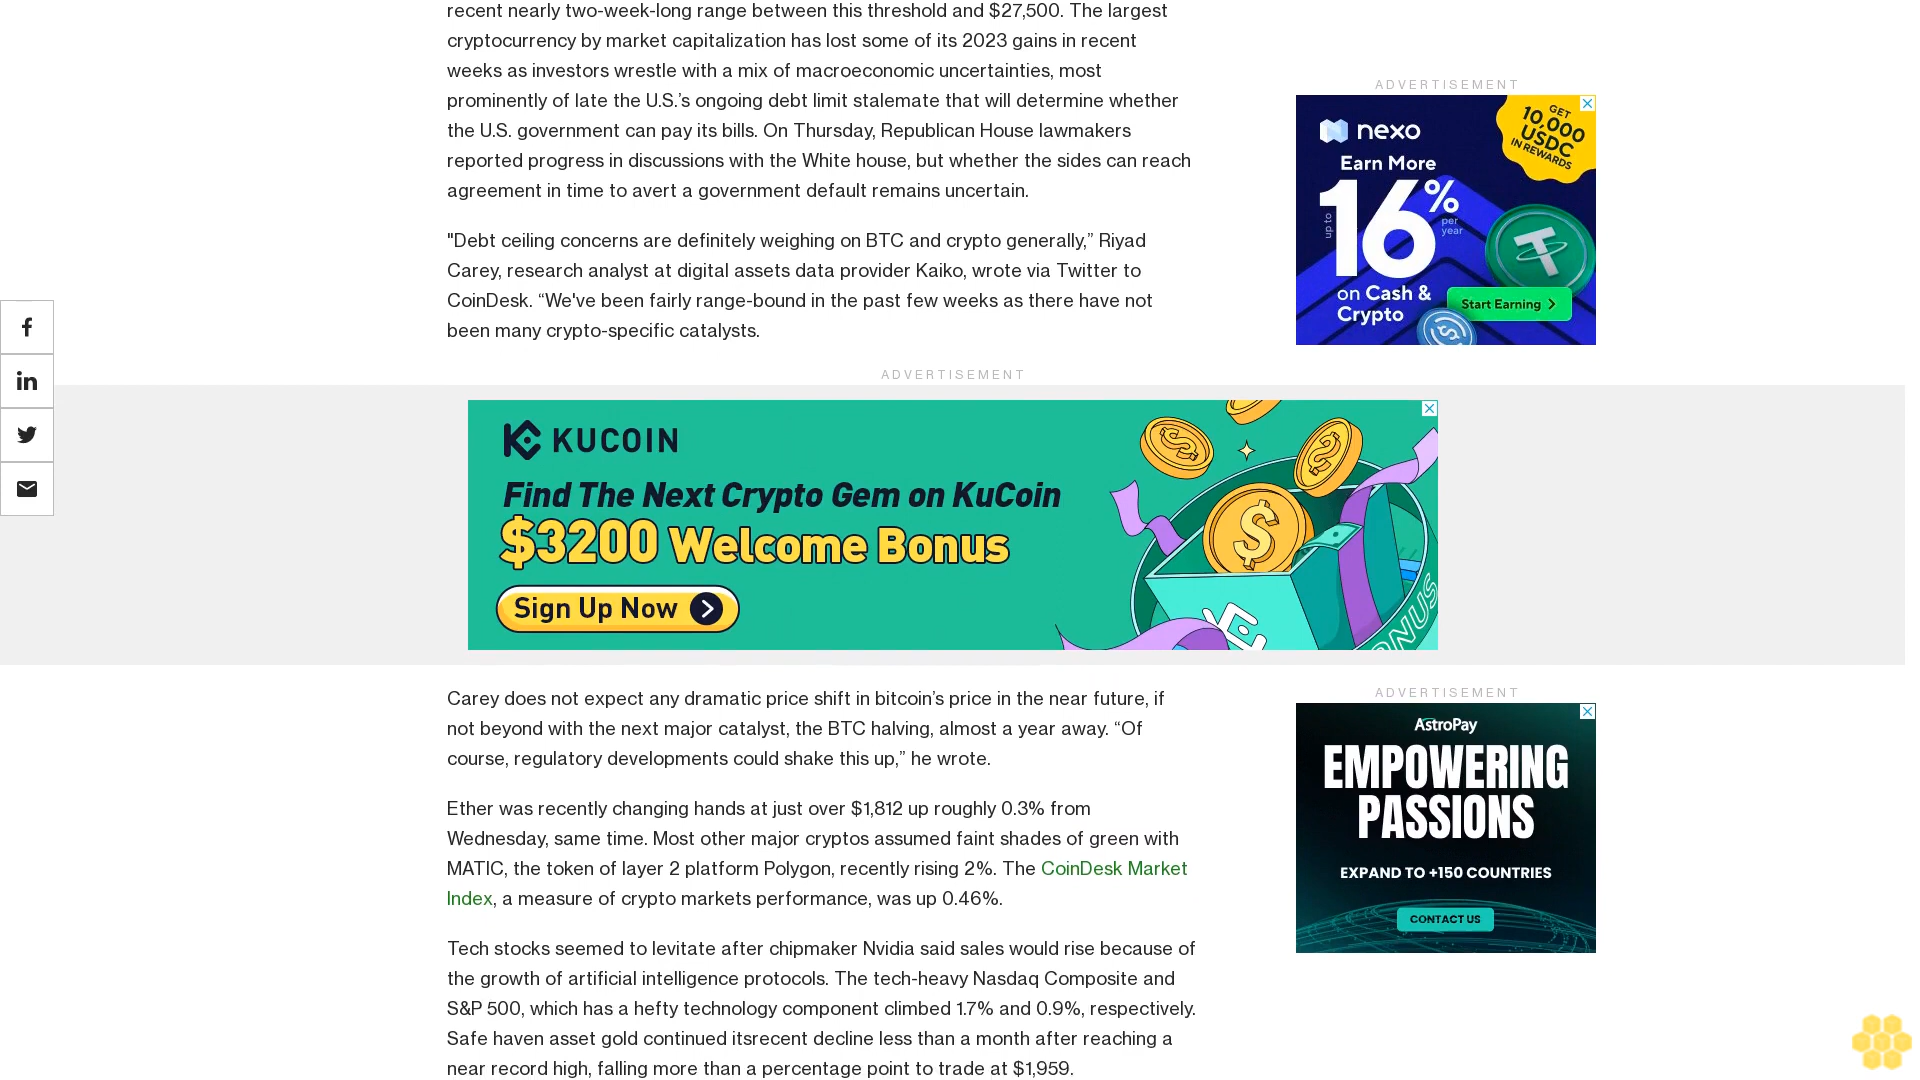 recent nearly two-week-long range between this threshold and $27,500. The largest
cryptocurrency by market capitalization has lost some of its 2023 gains in recent
weeks as investors wrestle with a mix of macroeconomic uncertainties, most
prominently of late the U.S.’s ongoing debt limit stalemate that will determine whether
the U.S. government can pay its bills. On Thursday, Republican House lawmakers
reported progress in discussions with the White house, but whether the sides can reach
agreement in time to avert a government default remains uncertain.
"Debt ceiling concerns are definitely weighing on BTC and crypto generally,” Riyad
Carey, research analyst at digital assets data provider Kaiko, wrote via Twitter to
CoinDesk. “We've been fairly range-bound in the past few weeks as there have not
been many crypto-specific catalysts.
ADVERTISEMENT
nexo
GET
10,000
USDC
IN REWARDS
Earn More
up to
16%
per
year
on Cash &
Crypto
Start Earning
ADVERTISEMENT
KUCOIN
Find The Next Crypto Gem on KuCoin
$3200 Welcome Bonus
Sign Up Now
BONUS
Carey does not expect any dramatic price shift in bitcoin’s price in the near future, if
not beyond with the next major catalyst, the BTC halving, almost a year away. “Of
course, regulatory developments could shake this up,” he wrote.
Ether was recently changing hands at just over $1,812 up roughly 0.3% from
Wednesday, same time. Most other major cryptos assumed faint shades of green with
MATIC, the token of layer 2 platform Polygon, recently rising 2%. The CoinDesk Market
Index, a measure of crypto markets performance, was up 0.46%.
Tech stocks seemed to levitate after chipmaker Nvidia said sales would rise because of
the growth of artificial intelligence protocols. The tech-heavy Nasdaq Composite and
S&P 500, which has a hefty technology component climbed 1.7% and 0.9%, respectively.
Safe haven asset gold continued itsrecent decline less than a month after reaching a
near record high, falling more than a percentage point to trade at $1,959.
ADVERTISEMENT
AstroPay
EMPOWERING
PASSIONS
EXPAND TO +150 COUNTRIES
CONTACT US